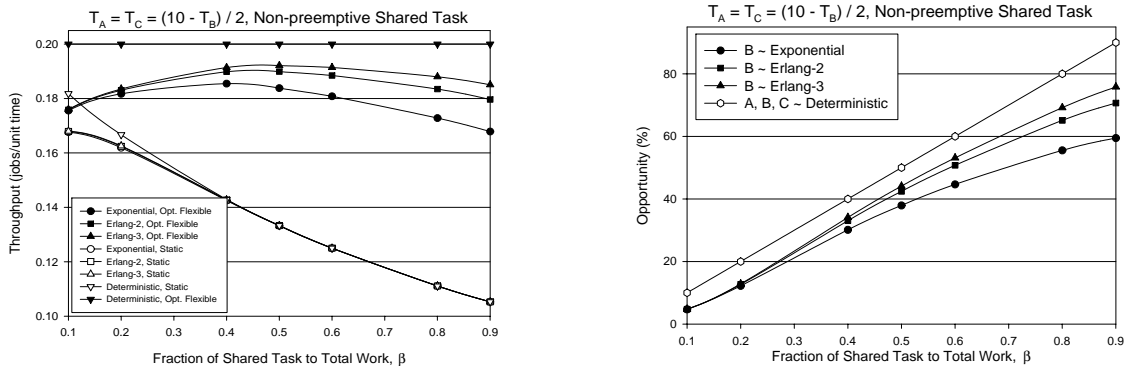 T_A = T_C = (10 - T_B) / 2, Non-preemptive Shared Task
Throughput (jobs/unit time)
0.20
0.18
0.16
0.14
0.12
0.10
Exponential, Opt. Flexible
Erlang-2, Opt. Flexible
Erlang-3, Opt. Flexible
Exponential, Static
Erlang-2, Static
Erlang-3, Static
Deterministic, Static
Deterministic, Opt. Flexible
0.1 0.2 0.3 0.4 0.5 0.6 0.7 0.8 0.9
Fraction of Shared Task to Total Work, β
T_A = T_C = (10 - T_B) / 2, Non-preemptive Shared Task
Opportunity (%)
80
60
40
20
0
B ~ Exponential
B ~ Erlang-2
B ~ Erlang-3
A, B, C ~ Deterministic
0.1 0.2 0.3 0.4 0.5 0.6 0.7 0.8 0.9
Fraction of Shared Task to Total Work, β